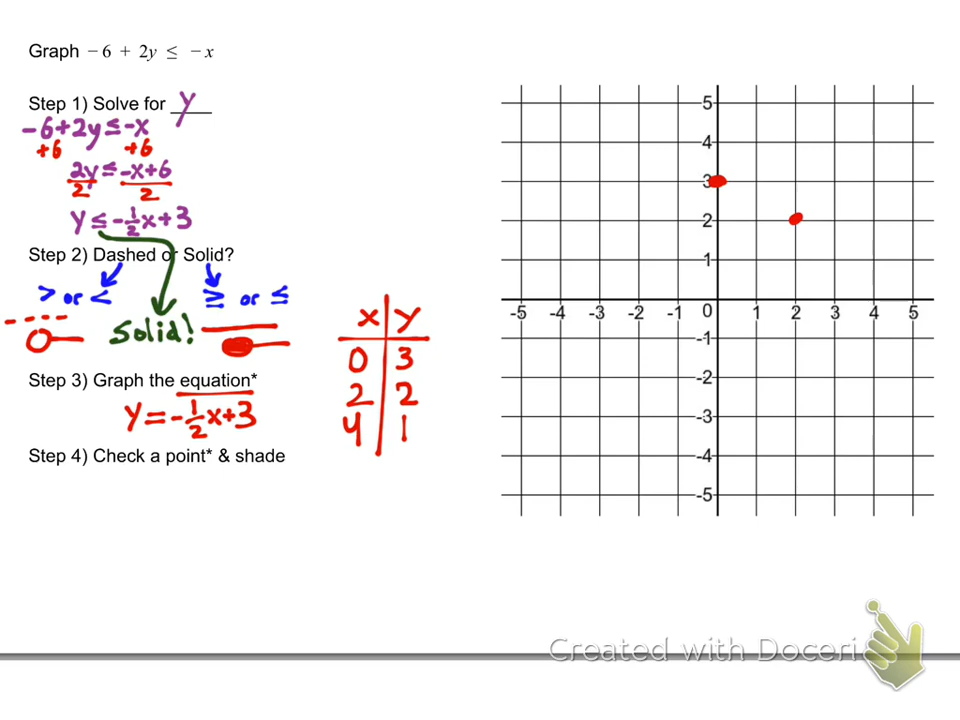 Graph −6 + 2y ≤ −x
Step 1) Solve for y
-6+2y≤-x
+6 +6
2y≤-x+6
2 2
y≤-1/2x+3
Step 2) Dashed or Solid?
> or < ≥ or ≤
Solid!
Step 3) Graph the equation*
y=-1/2x+3
Step 4) Check a point* & shade
x y
0 3
2 2
4 1
5
4
3
2
1
-5 -4 -3 -2 -1 0 1 2 3 4 5
-1
-2
-3
-4
-5
Created with Doceri